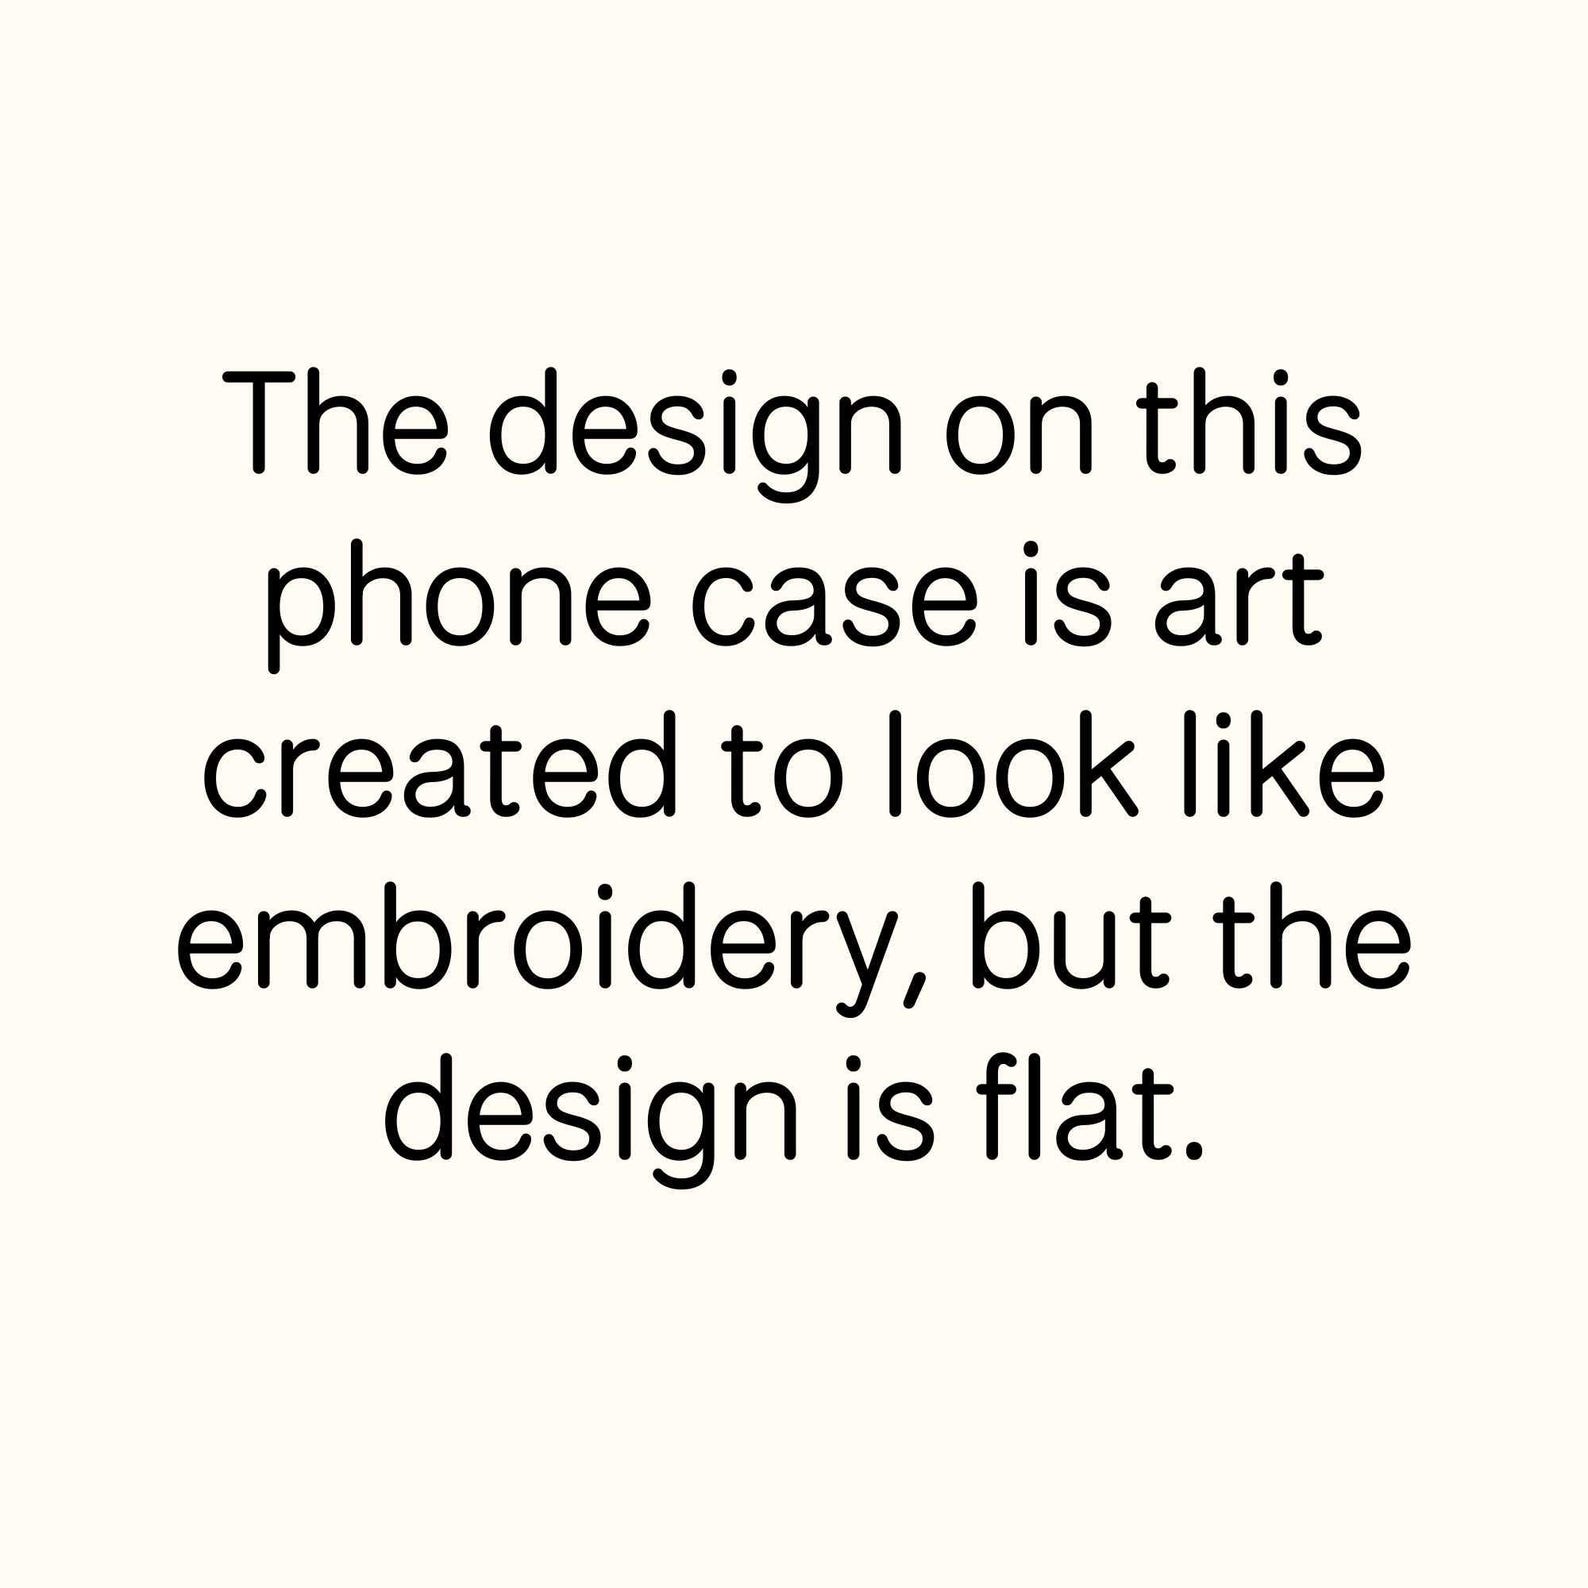 The design on this
phone case is art
created to look like
embroidery, but the
design is flat.